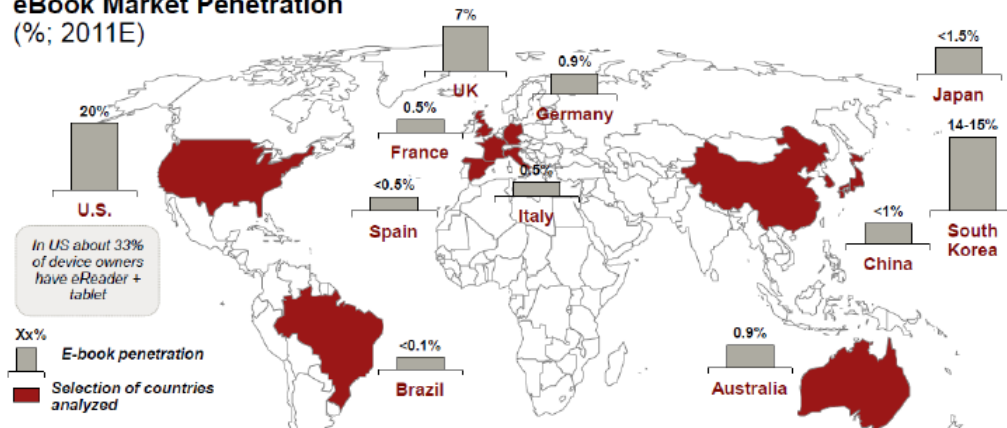 eBook Market Penetration
(%; 2011E)
7%
UK
0.9%
Germany
<1.5%
Japan
20%
U.S.
0.5%
France
14-15%
South
Korea
<0.5%
Spain
0.5%
Italy
<1%
China
In US about 33%
of device owners
have eReader +
tablet
Xx%
E-book penetration
Selection of countries
analyzed
<0.1%
Brazil
0.9%
Australia